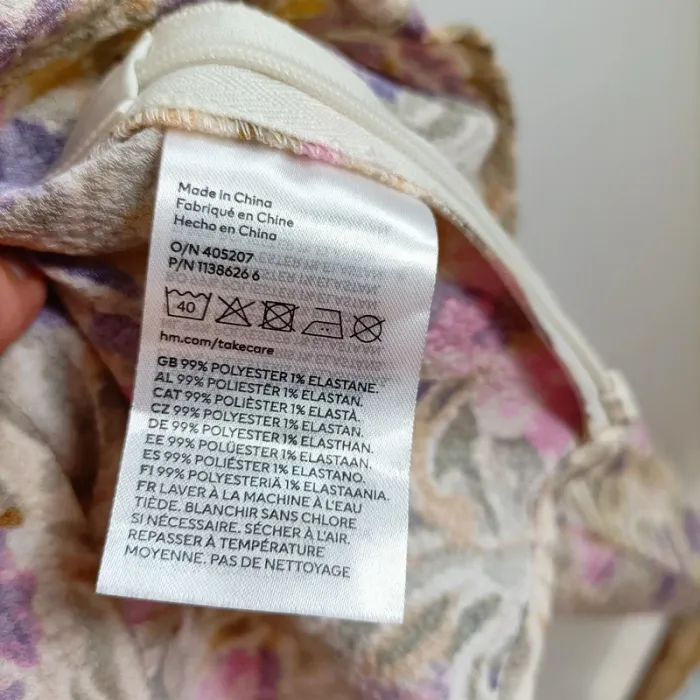 Made in China
Fabriqué en Chine
Hecho en China
O/N 405207
P/N 1138626 6
40
hm.com/takecare
GB 99% POLYESTER 1% ELASTANE.
AL 99% POLIESTËR 1% ELASTAN.
CAT 99% POLIÈSTER 1% ELASTÀ.
CZ 99% POLYESTER 1% ELASTAN.
DE 99% POLYESTER 1% ELASTHAN.
EE 99% POLÜESTER 1% ELASTAAN.
ES 99% POLIÉSTER 1% ELASTANO.
FI 99% POLYESTERIÄ 1% ELASTAANIA.
FR LAVER À LA MACHINE À L'EAU
TIÈDE. BLANCHIR SANS CHLORE
SI NÉCESSAIRE. SÉCHER À L'AIR.
REPASSER À TEMPÉRATURE
MOYENNE. PAS DE NETTOYAGE